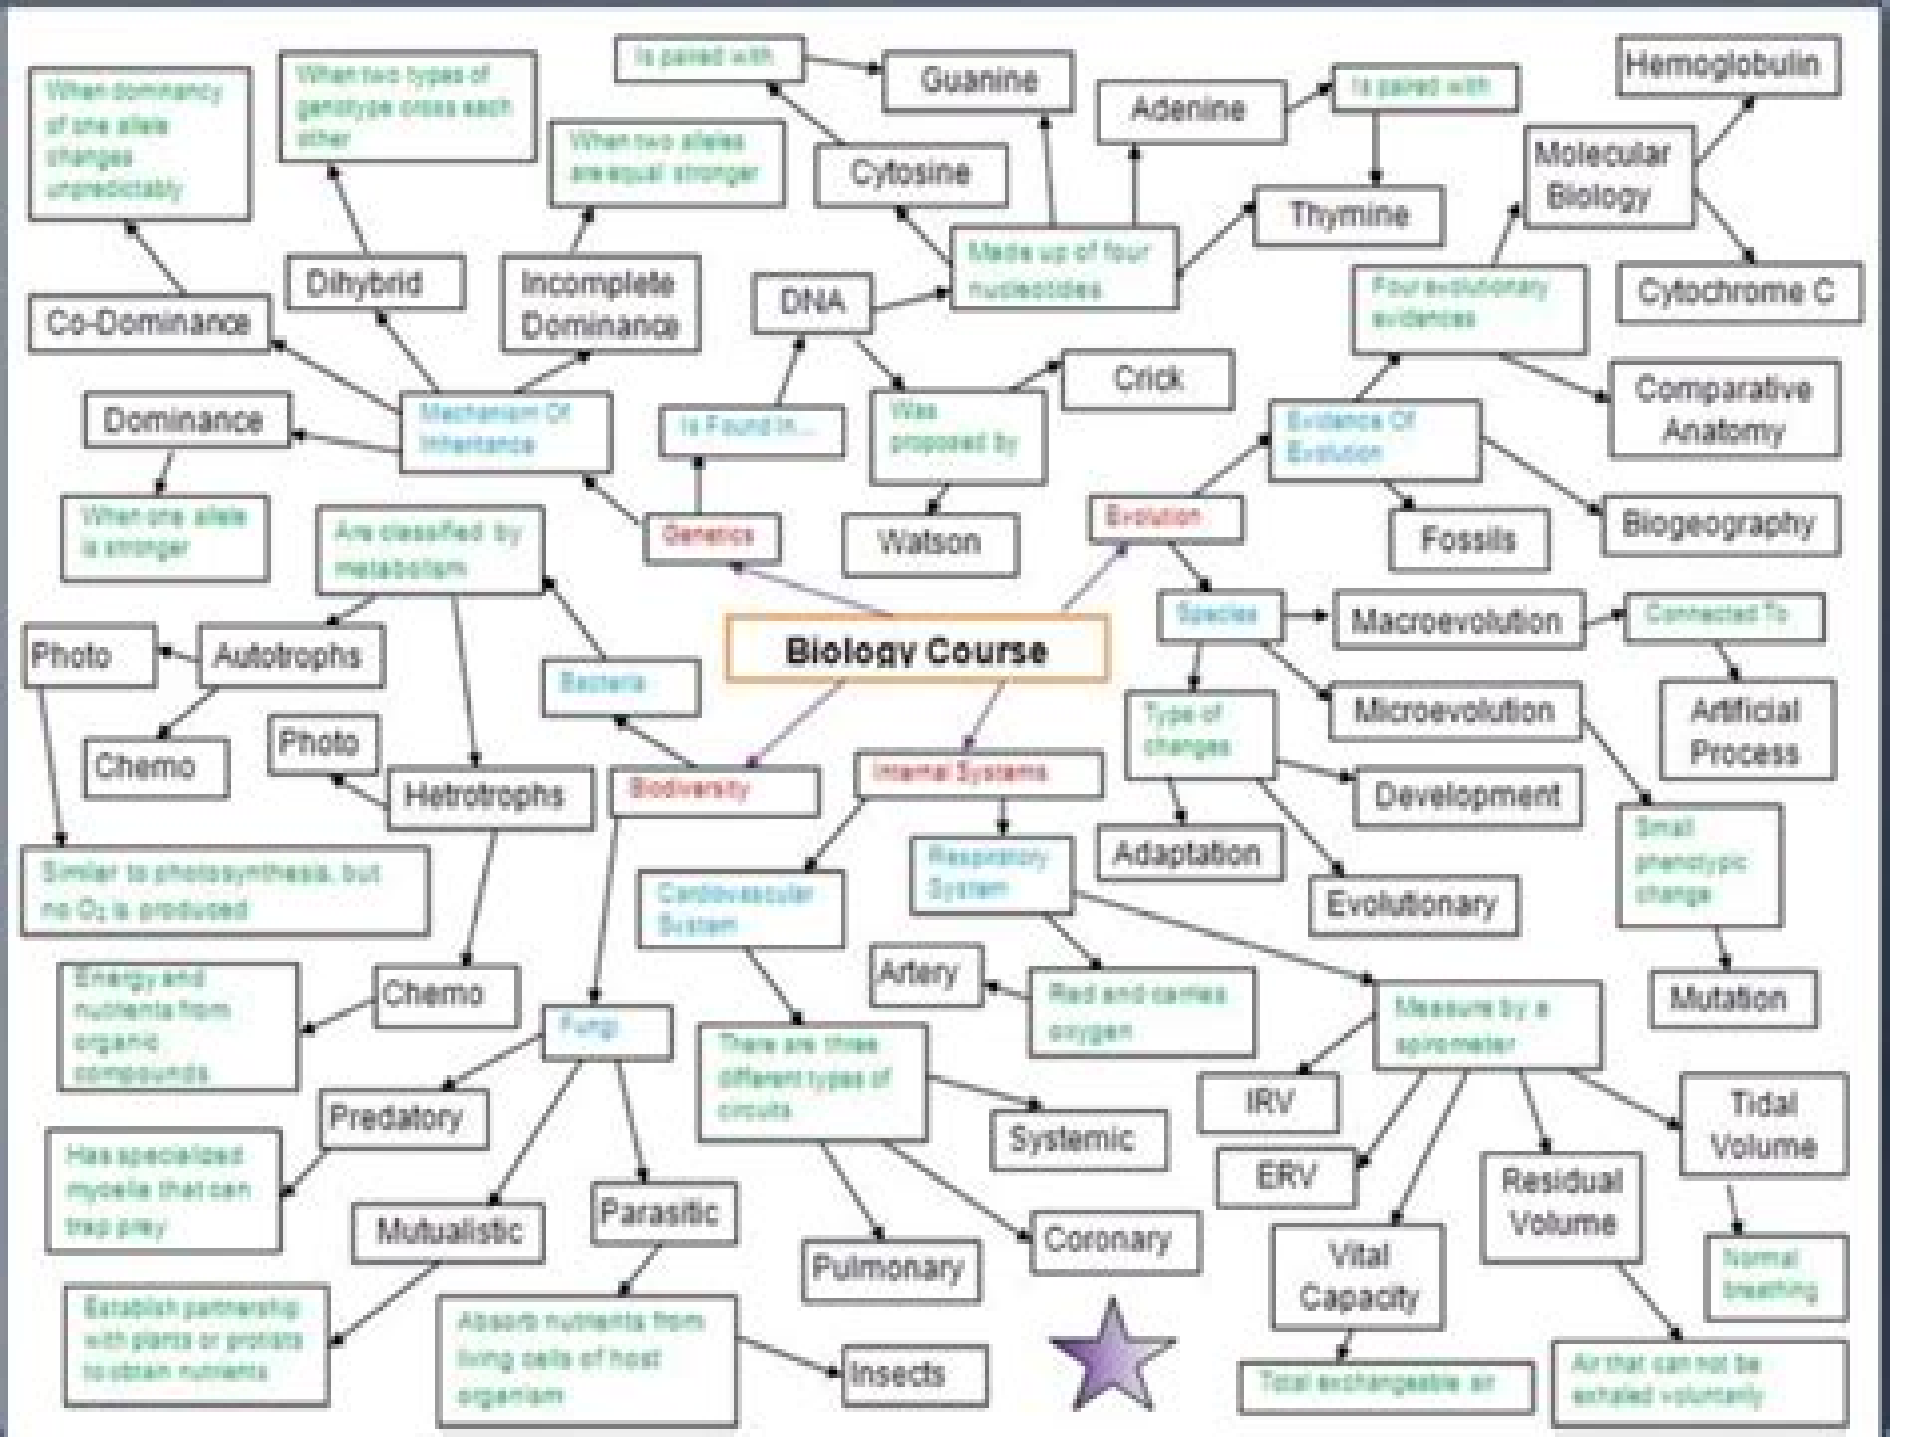 Is paired with
Guanine
Hemoglobulin
When dominancy
of one allele
changes
unpredictably
When two types of
genotype cross each
other
Adenine
Is paired with
When two alleles
are equal stronger
Cytosine
Molecular
Biology
Thymine
Made up of four
nucleotides
Dihybrid
Incomplete
Dominance
DNA
Four evolutionary
evidences
Cytochrome C
Co-Dominance
Crick
Comparative
Anatomy
Dominance
Mechanism Of
Inheritance
Is Found In...
Was
proposed by
Evidence Of
Evolution
When one allele
is stronger
Are classified by
metabolism
Genetics
Watson
Evolution
Fossils
Biogeography
Photo
Autotrophs
Biology Course
Species
Macroevolution
Connected To
Bacteria
Chemo
Photo
Type of
changes
Microevolution
Artificial
Process
Hetrotrophs
Biodiversity
Internal Systems
Development
Similar to photosynthesis, but
no O₂ is produced
Cardiovascular
System
Respiratory
System
Adaptation
Evolutionary
Small
phenotypic
change
Energy and
nutrients from
organic
compounds
Chemo
Fungi
Artery
Red and carries
oxygen
Measure by a
spirometer
Mutation
There are three
different types of
circuits
Predatory
Systemic
IRV
Tidal
Volume
Has specialized
mycelia that can
trap prey
ERV
Residual
Volume
Mutualistic
Parasitic
Pulmonary
Coronary
Vital
Capacity
Normal
breathing
Establish partnership
with plants or protists
to obtain nutrients
Absorb nutrients from
living cells of host
organism
Insects
Total exchangeable air
Air that can not be
exhaled voluntarily